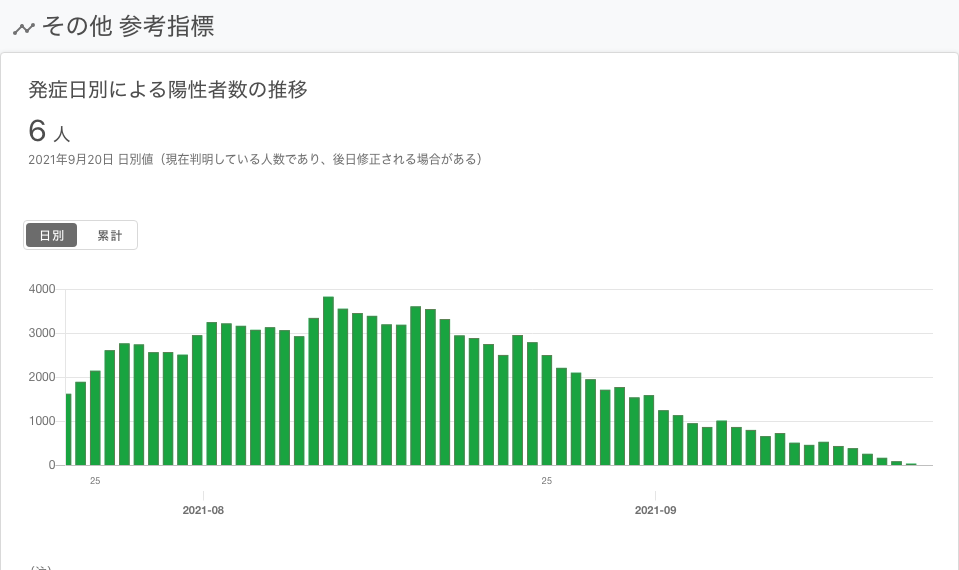 その他 参考指標
発症日別による陽性者数の推移
6 人
2021年9月20日 日別値（現在判明している人数であり、後日修正される場合がある）
日別 累計
4000
3000
2000
1000
0
25 25
2021-08 2021-09